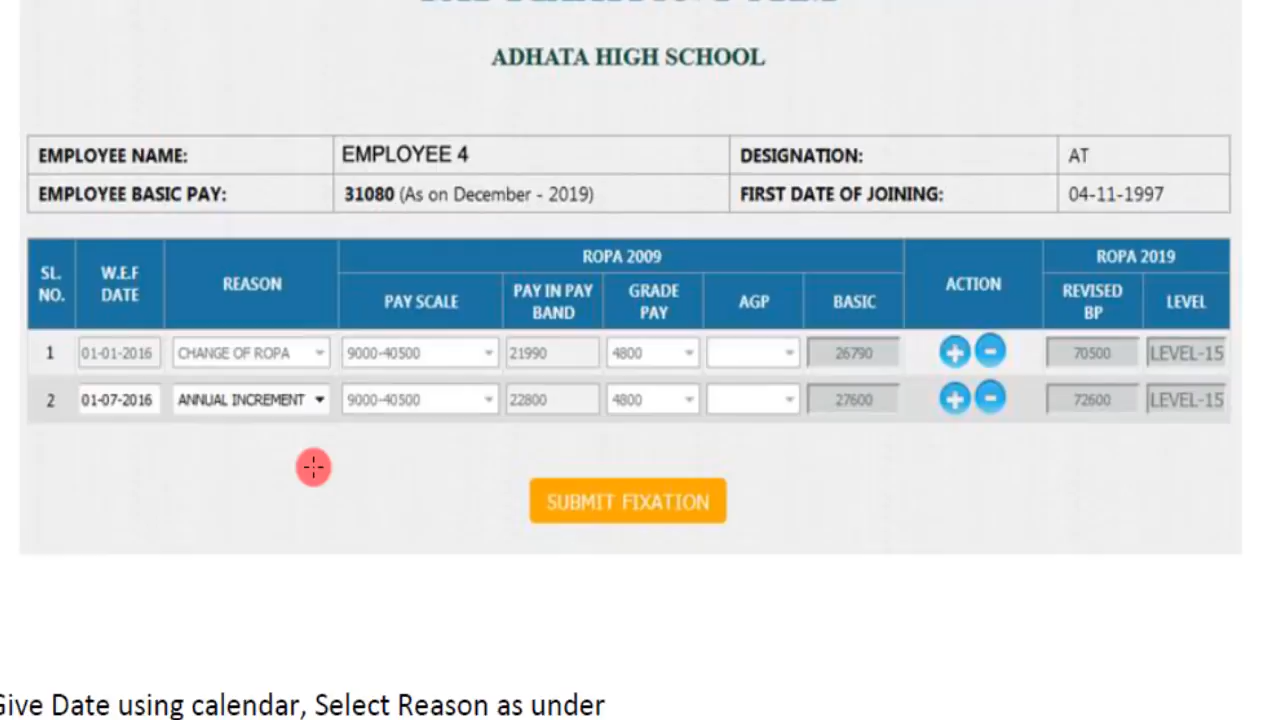 ADHATA HIGH SCHOOL
EMPLOYEE NAME: EMPLOYEE 4 DESIGNATION: AT
EMPLOYEE BASIC PAY: 31080 (As on December - 2019) FIRST DATE OF JOINING: 04-11-1997
SL. NO. W.E.F DATE REASON ROPA 2009 ACTION ROPA 2019
PAY SCALE PAY IN PAY BAND GRADE PAY AGP BASIC REVISED BP LEVEL
1 01-01-2016 CHANGE OF ROPA 9000-40500 21990 4800 26790 70500 LEVEL-15
2 01-07-2016 ANNUAL INCREMENT 9000-40500 22800 4800 27600 72600 LEVEL-15
SUBMIT FIXATION
Give Date using calendar, Select Reason as under